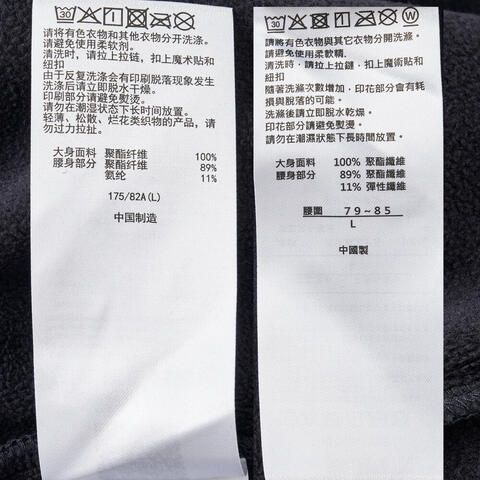 请将有色衣物和其他衣物分开洗涤。
请避免使用柔软剂。
清洗时，请拉上拉链，扣上魔术贴和
纽扣
由于反复洗涤会有印刷脱落现象发生
洗涤后请立即脱水干燥。
印刷部分请避免熨烫。
请勿在潮湿状态下长时间放置。
轻薄、松散、烂花类织物的产品，请
勿过力拉扯。
大身面料 聚酯纤维 100%
腰身部分 聚酯纤维 89%
氨纶 11%
175/82A(L)
中国制造
請將有色衣物與其它衣物分開洗滌。
請避免使用柔軟精.
清洗時，請拉上拉鏈，扣上魔術貼和
鈕扣
隨著洗滌次數增加，印花部分會有耗
損與脫落的可能。
洗滌後請立即脫水乾燥。
印花部分請避免熨燙。
請勿在潮濕狀態下長時間放置。
大身面料 100% 聚酯纖維
腰身部分 89% 聚酯纖維
11% 彈性纖維
腰圍 79~85
L
中國製